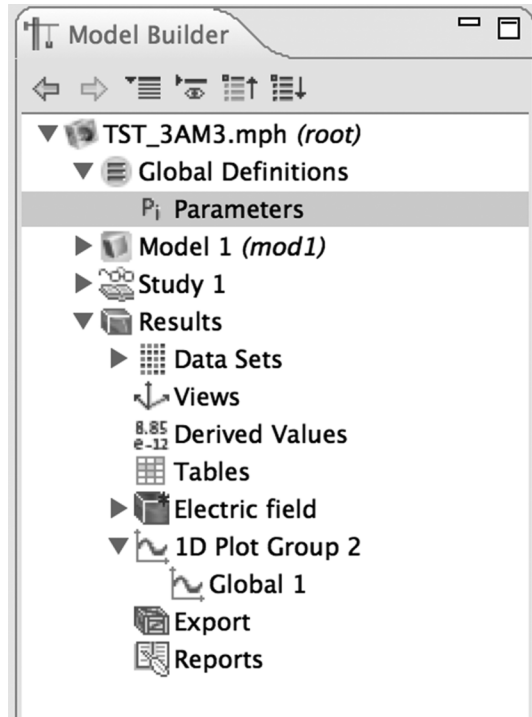 Model Builder
TST_3AM3.mph (root)
Global Definitions
Pi Parameters
Model 1 (mod1)
Study 1
Results
Data Sets
Views
8.85
e-12 Derived Values
Tables
Electric field
1D Plot Group 2
Global 1
Export
Reports